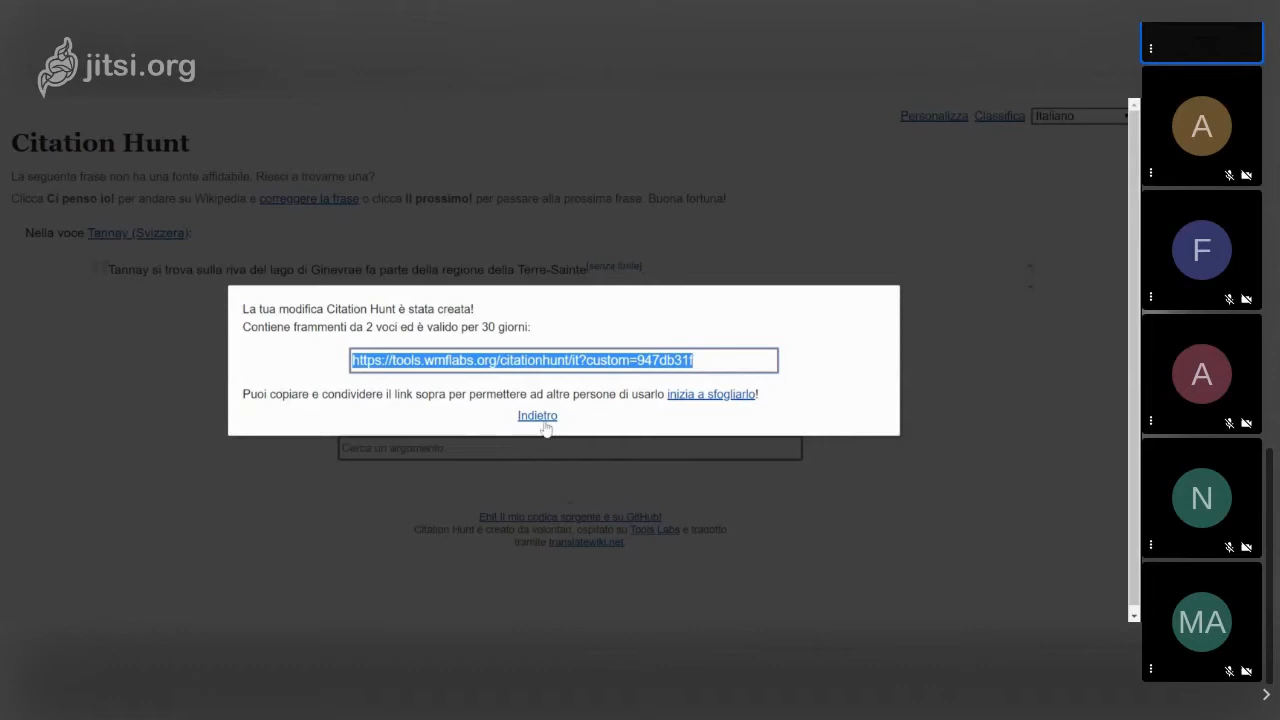 jitsi.org
Personalizza Classifica Italiano
Citation Hunt
La seguente frase non ha una fonte affidabile. Riesci a trovarne una?
Clicca Ci penso io! per andare su Wikipedia e correggere la frase o clicca Il prossimo! per passare alla prossima frase. Buona fortuna!
Nella voce Tannay (Svizzera):
Tannay si trova sulla riva del lago di Ginevrae fa parte della regione della Terre-Sainte[senza fonte]
La tua modifica Citation Hunt è stata creata!
Contiene frammenti da 2 voci ed è valido per 30 giorni:
https://tools.wmflabs.org/citationhunt/it?custom=947db31f
Puoi copiare e condividere il link sopra per permettere ad altre persone di usarlo inizia a sfogliarlo!
Indietro
Cerca un argomento
Ehi! Il mio codice sorgente è su GitHub!
Citation Hunt è creato da volontari, ospitato su Tools Labs e tradotto
tramite translatewiki.net.
A
F
A
N
MA